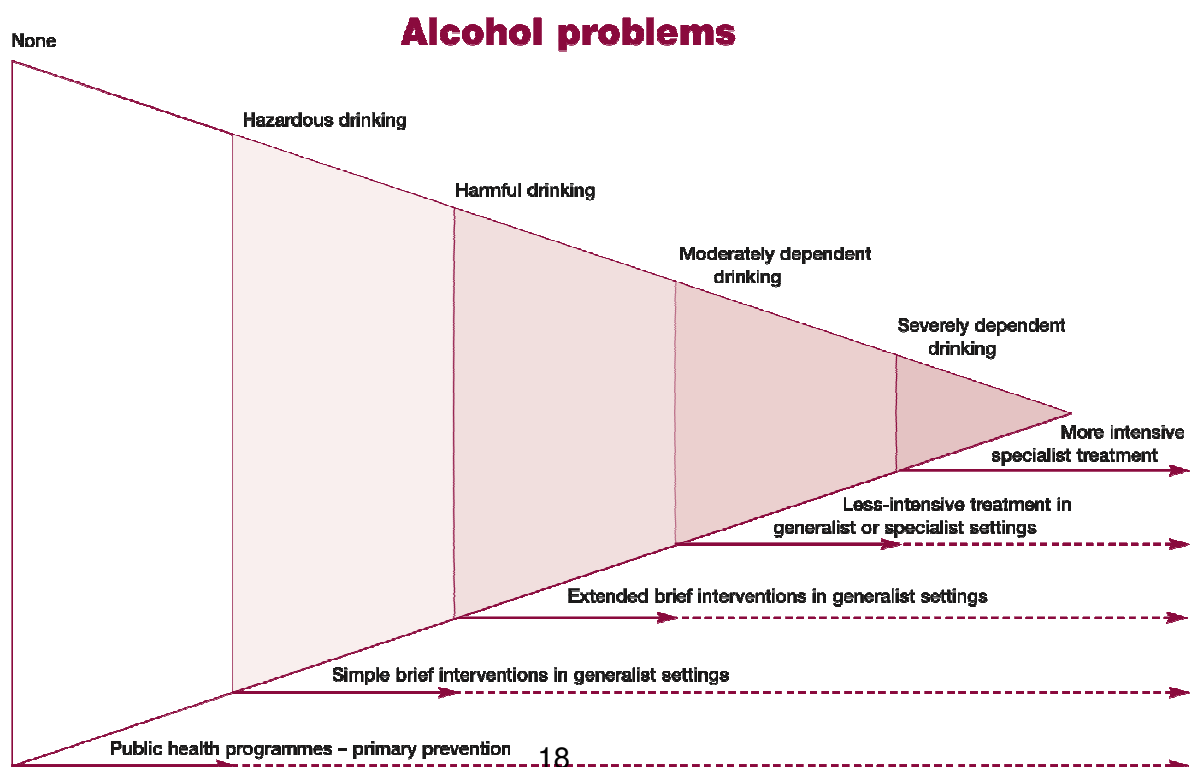 Alcohol problems
None
Hazardous drinking
Harmful drinking
Moderately dependent
drinking
Severely dependent
drinking
More intensive
specialist treatment
Less-intensive treatment in
generalist or specialist settings
Extended brief interventions in generalist settings
Simple brief interventions in generalist settings
Public health programmes – primary prevention
18